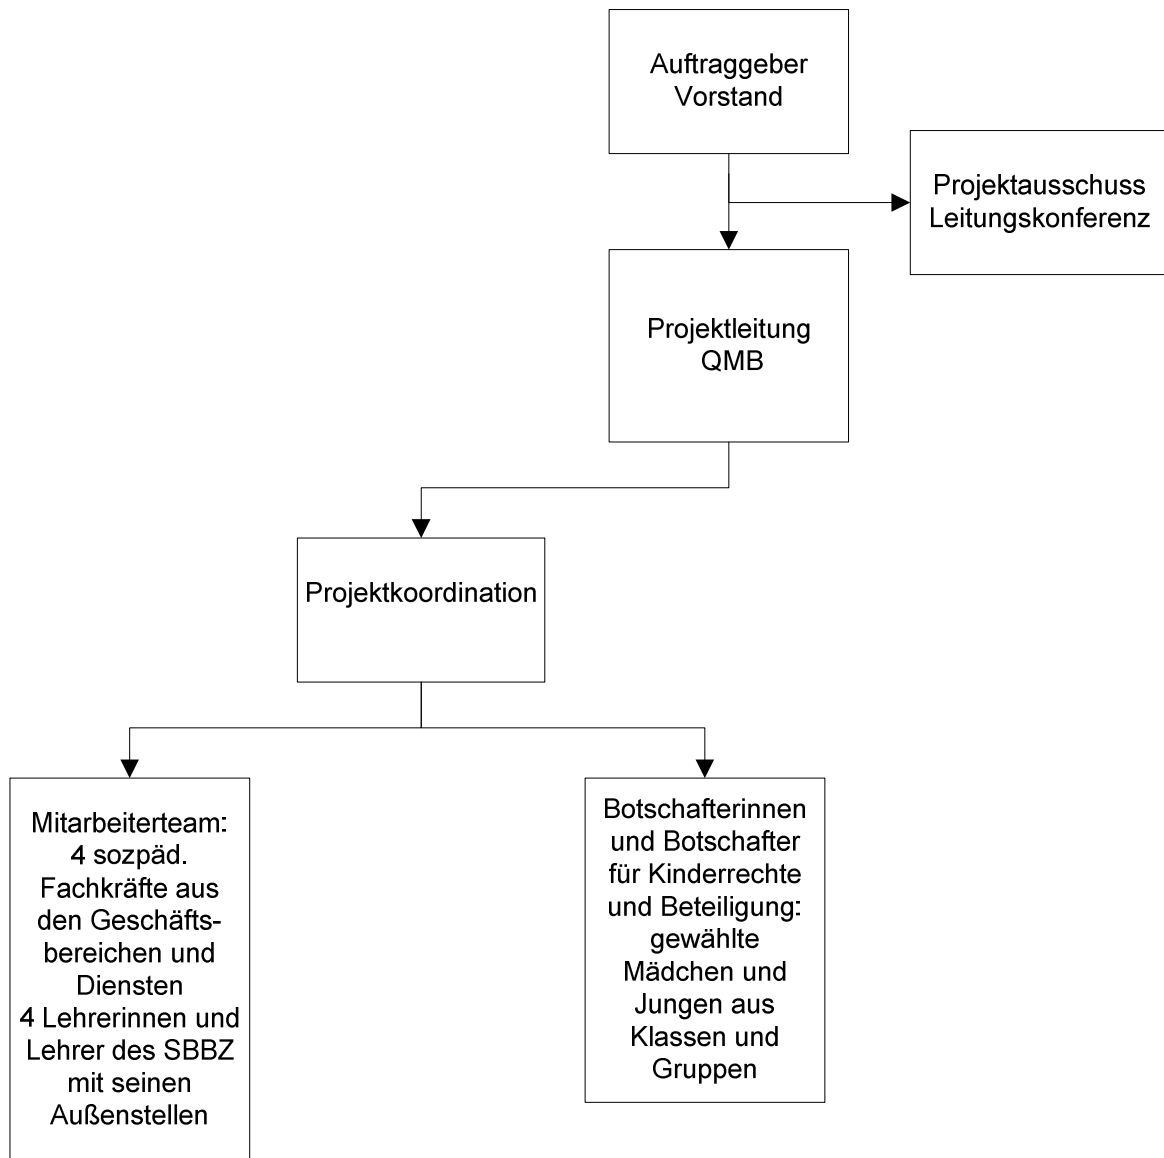 Auftraggeber
Vorstand
Projektausschuss
Leitungskonferenz
Projektleitung
QMB
Projektkoordination
Mitarbeiterteam:
4 sozpäd.
Fachkräfte aus
den Geschäfts-
bereichen und
Diensten
4 Lehrerinnen und
Lehrer des SBBZ
mit seinen
Außenstellen
Botschafterinnen
und Botschafter
für Kinderrechte
und Beteiligung:
gewählte
Mädchen und
Jungen aus
Klassen und
Gruppen